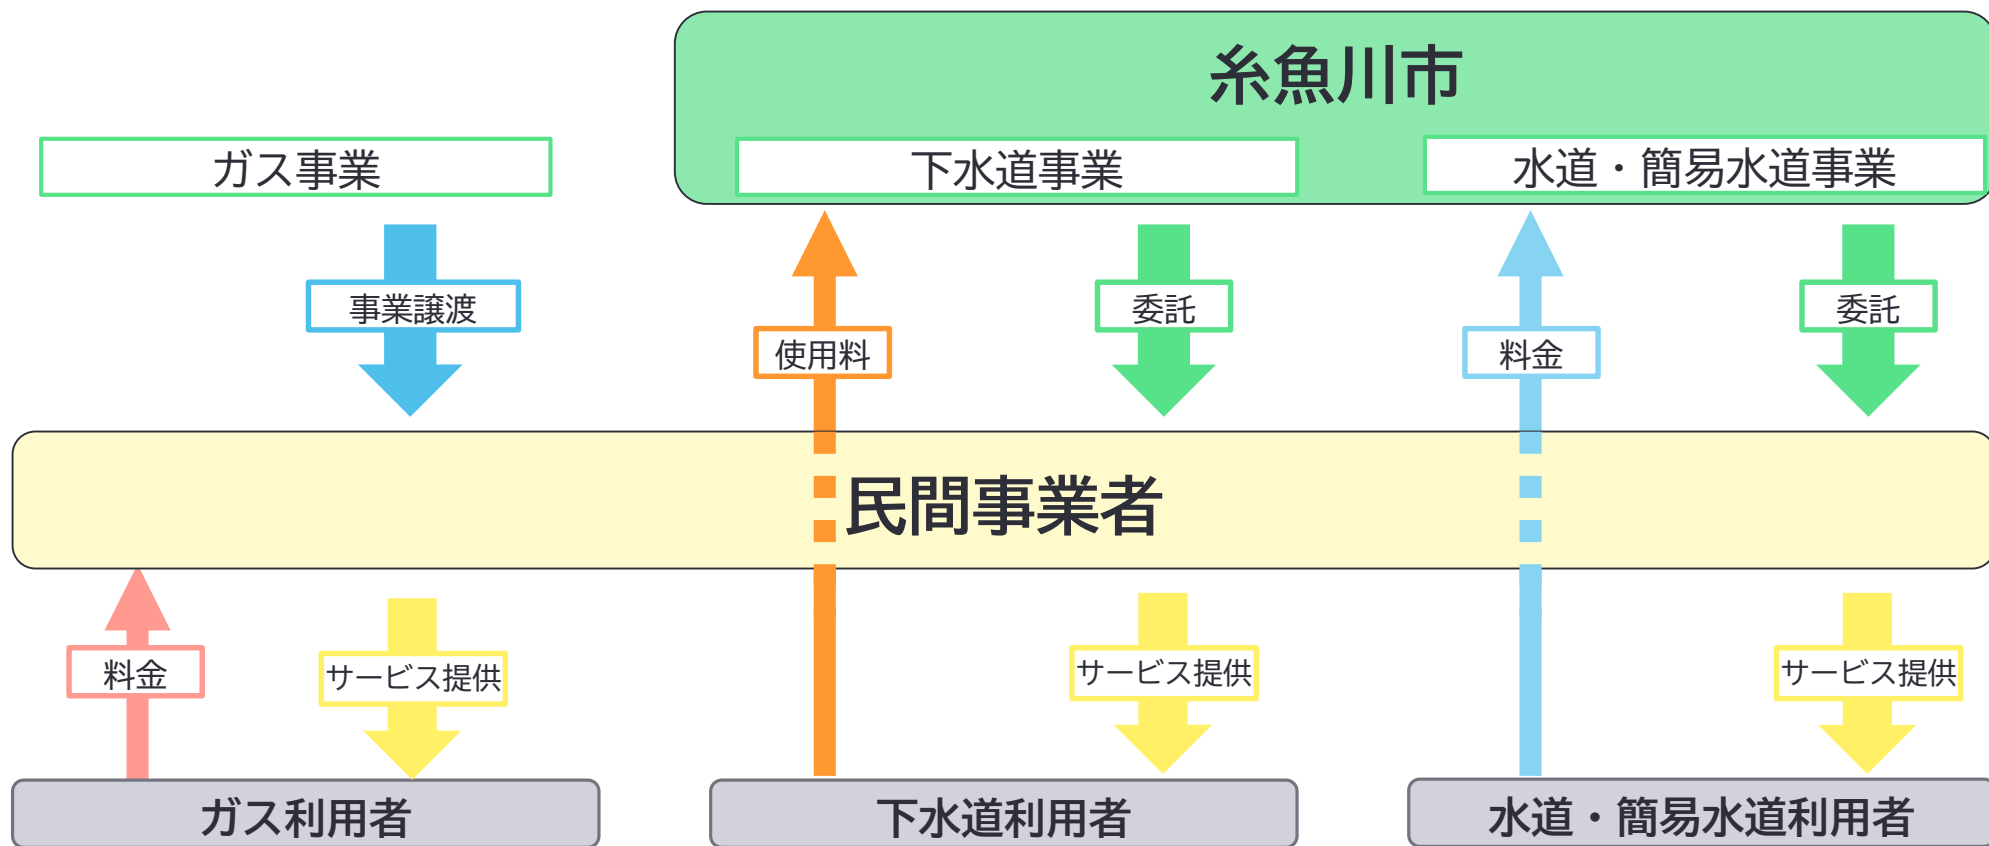 糸魚川市
ガス事業
下水道事業
水道・簡易水道事業
事業譲渡
使用料
委託
料金
委託
民間事業者
料金
サービス提供
サービス提供
サービス提供
ガス利用者
下水道利用者
水道・簡易水道利用者